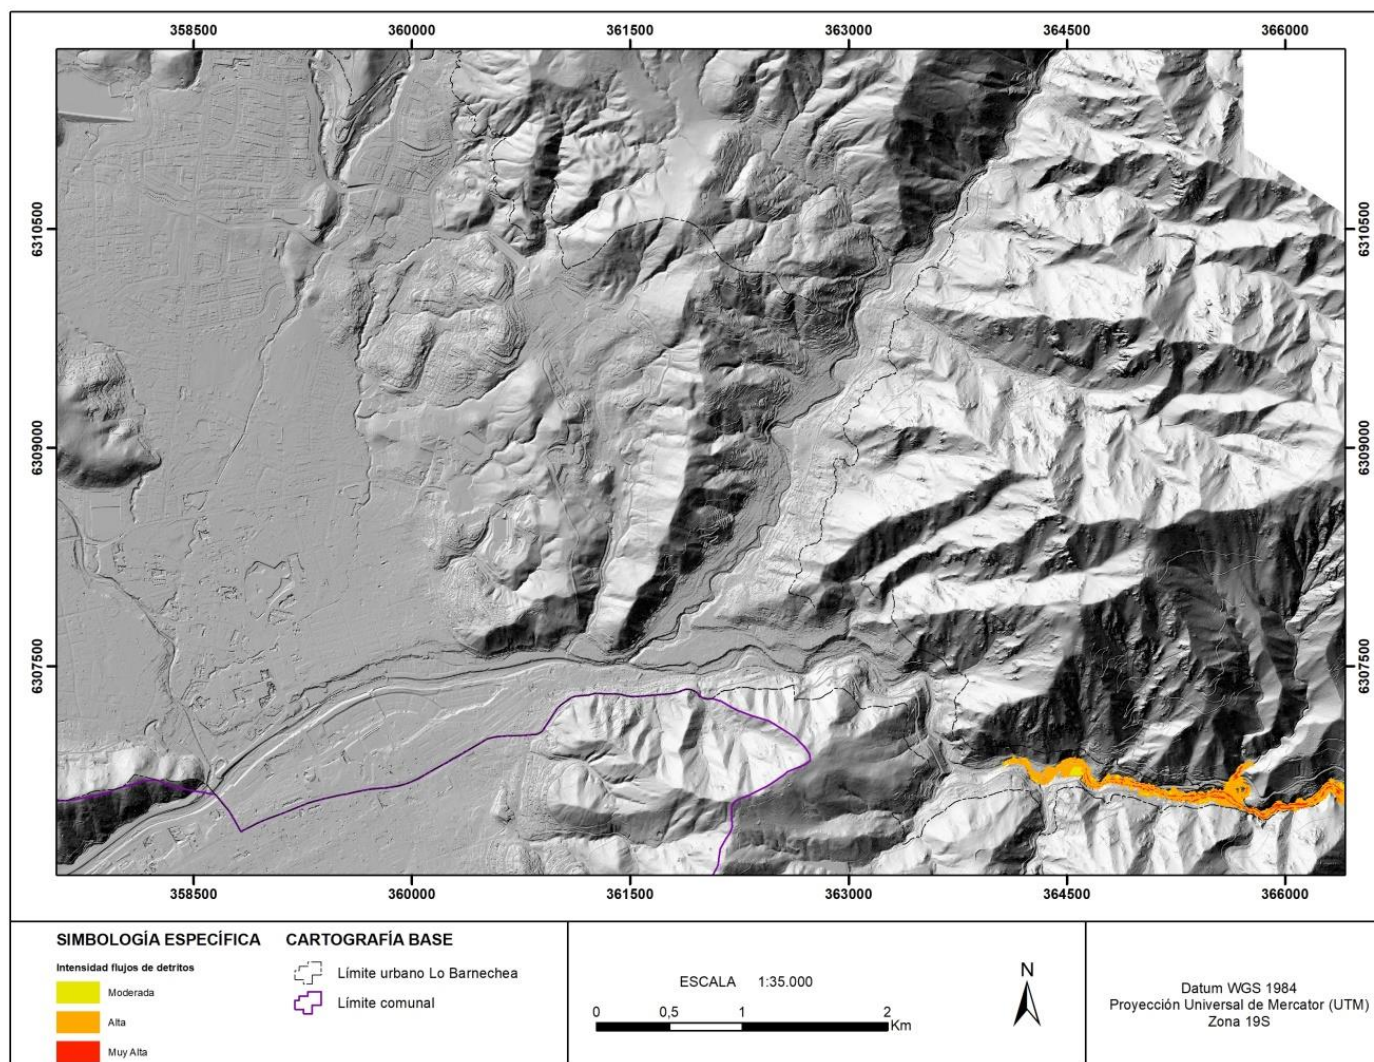 358500 360000 361500 363000 364500 366000
6310500 6310500
6309000 6309000
6307500 6307500
358500 360000 361500 363000 364500 366000
SIMBOLOGÍA ESPECÍFICA
Intensidad flujos de detritos
Moderada
Alta
Muy Alta
CARTOGRAFÍA BASE
Límite urbano Lo Barnechea
Límite comunal
ESCALA 1:35.000
0 0,5 1 2
Km
N
Datum WGS 1984
Proyección Universal de Mercator (UTM)
Zona 19S